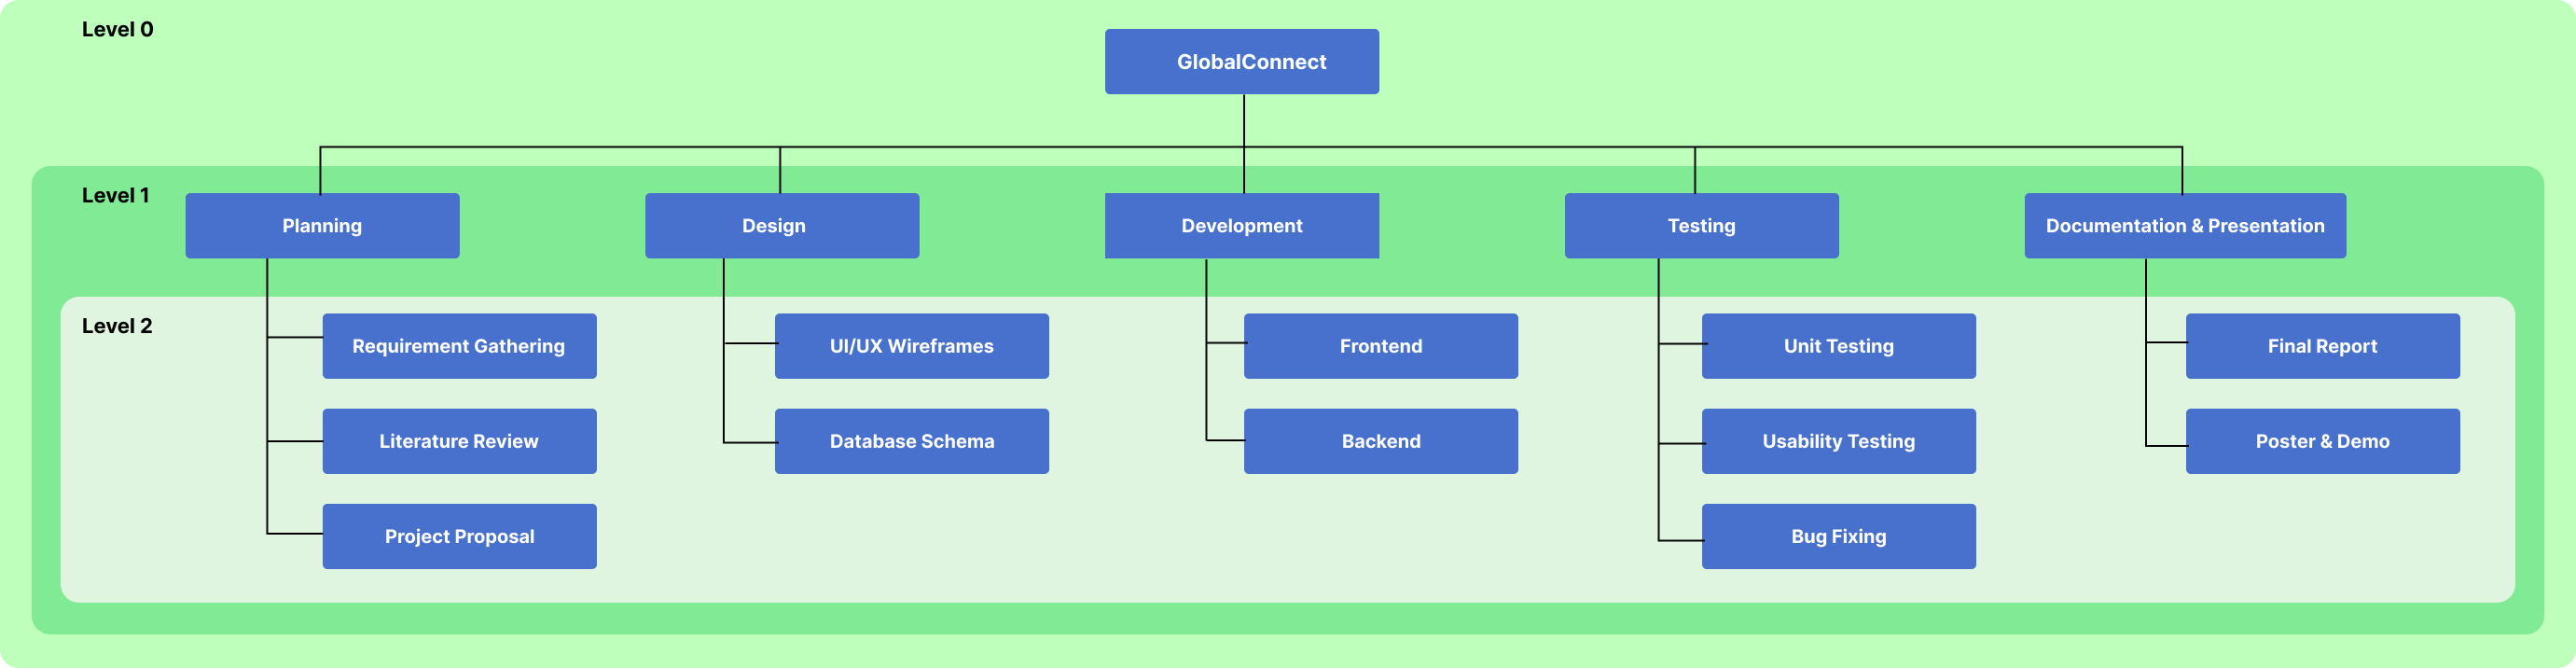 Level 0
GlobalConnect
Level 1
Planning
Design
Development
Testing
Documentation & Presentation
Level 2
Requirement Gathering
UI/UX Wireframes
Frontend
Unit Testing
Final Report
Literature Review
Database Schema
Backend
Usability Testing
Poster & Demo
Project Proposal
Bug Fixing